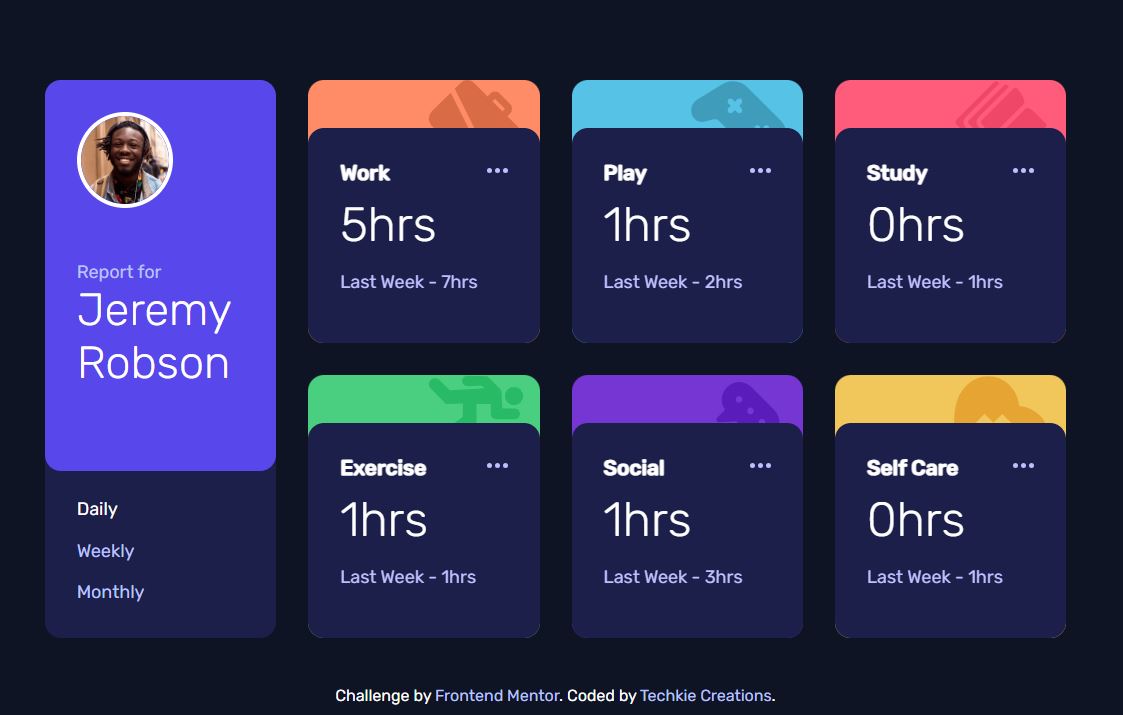 Report for
Jeremy
Robson
Daily
Weekly
Monthly
Work
5hrs
Last Week - 7hrs
Play
1hrs
Last Week - 2hrs
Study
0hrs
Last Week - 1hrs
Exercise
1hrs
Last Week - 1hrs
Social
1hrs
Last Week - 3hrs
Self Care
0hrs
Last Week - 1hrs
Challenge by Frontend Mentor. Coded by Techkie Creations.